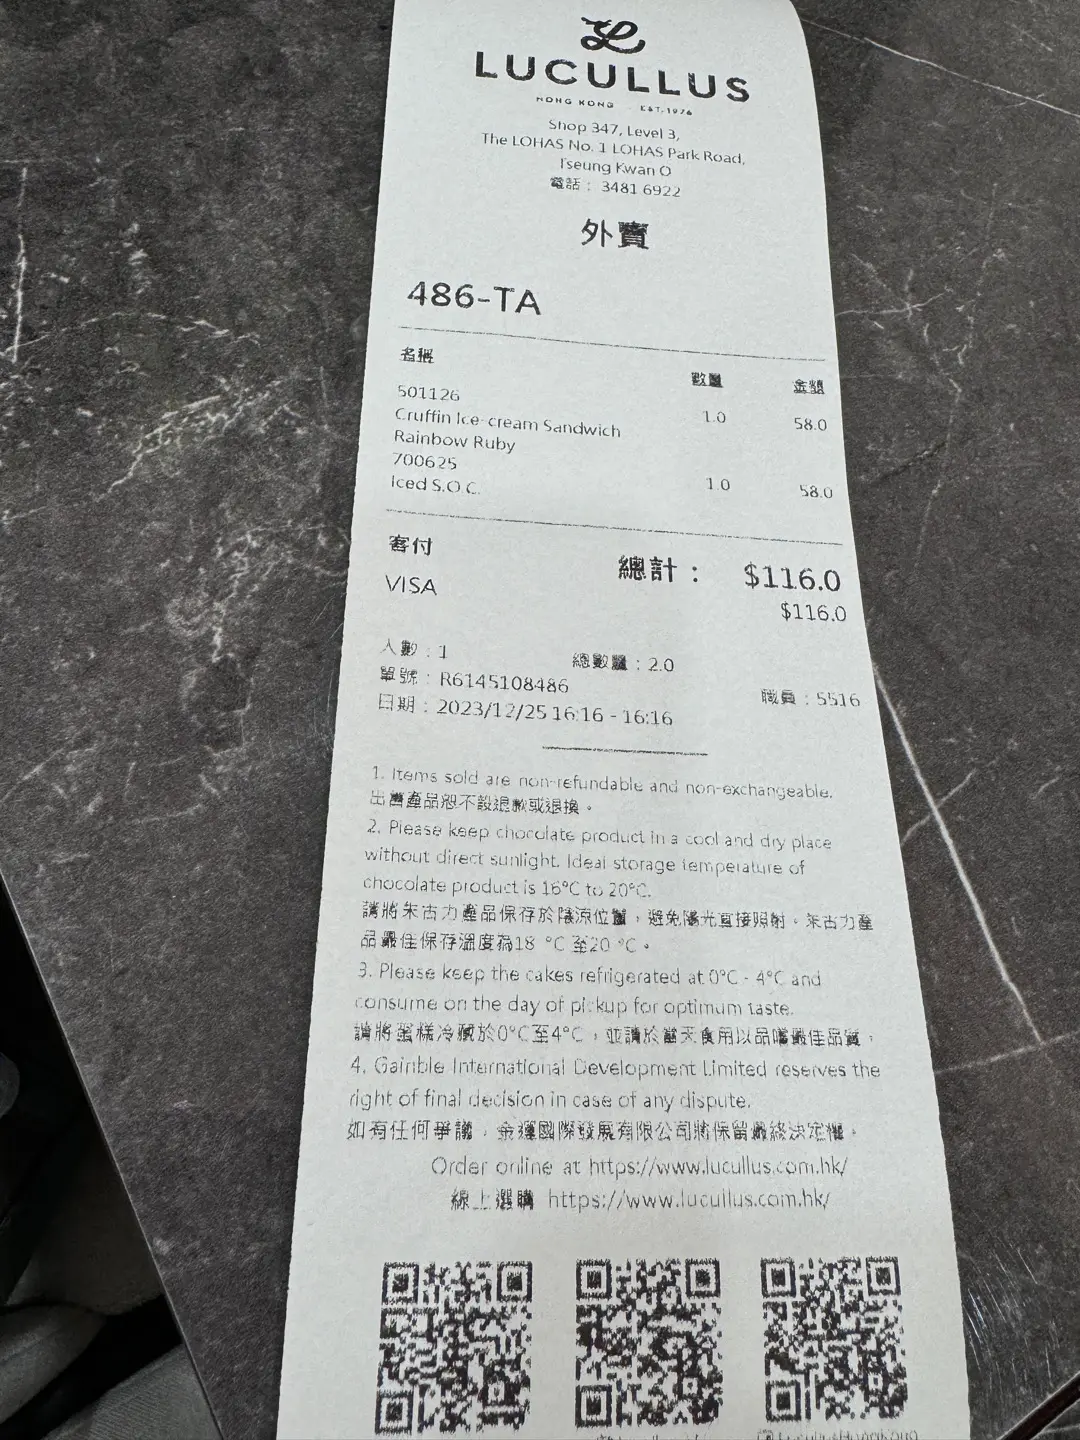 LUCULLUS
HONG KONG EST. 1976
Shop 347, Level 3,
The LOHAS No. 1 LOHAS Park Road,
Tseung Kwan O
電話： 3481 6922
外賣
486-TA
名稱 數量 金額
501126
Cruffin Ice-cream Sandwich 1.0 58.0
Rainbow Ruby
700625
Iced S.O.C. 1.0 58.0
客付 總計： $116.0
VISA $116.0
人數：1 總數量：2.0
單號：R6145108486 職員：5516
日期：2023/12/25 16:16 - 16:16
1. Items sold are non-refundable and non-exchangeable.
出售產品恕不設退款或退換。
2. Please keep chocolate product in a cool and dry place
without direct sunlight. Ideal storage temperature of
chocolate product is 16°C to 20°C.
請將朱古力產品保存於陰涼位置，避免陽光直接照射。朱古力產
品最佳保存溫度為18 °C 至20 °C。
3. Please keep the cakes refrigerated at 0°C - 4°C and
consume on the day of pickup for optimum taste.
請將蛋糕冷藏於0°C至4°C，並請於當天食用以品嚐最佳品質。
4. Gainble International Development Limited reserves the
right of final decision in case of any dispute.
如有任何爭議，金運國際發展有限公司將保留最終決定權。
Order online at https://www.lucullus.com.hk/
線上選購 https://www.lucullus.com.hk/